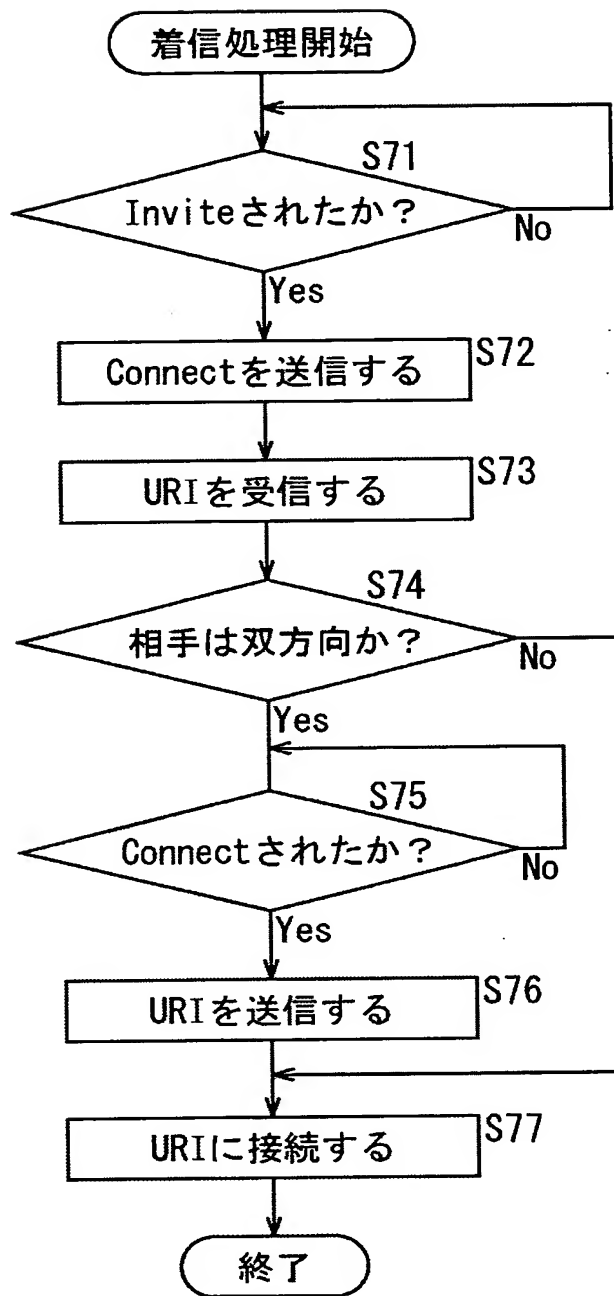 着信処理開始
S71
Inviteされたか？
No
Yes
Connectを送信する
S72
URIを受信する
S73
S74
相手は双方向か？
No
Yes
S75
Connectされたか？
No
Yes
URIを送信する
S76
URIに接続する
S77
終了